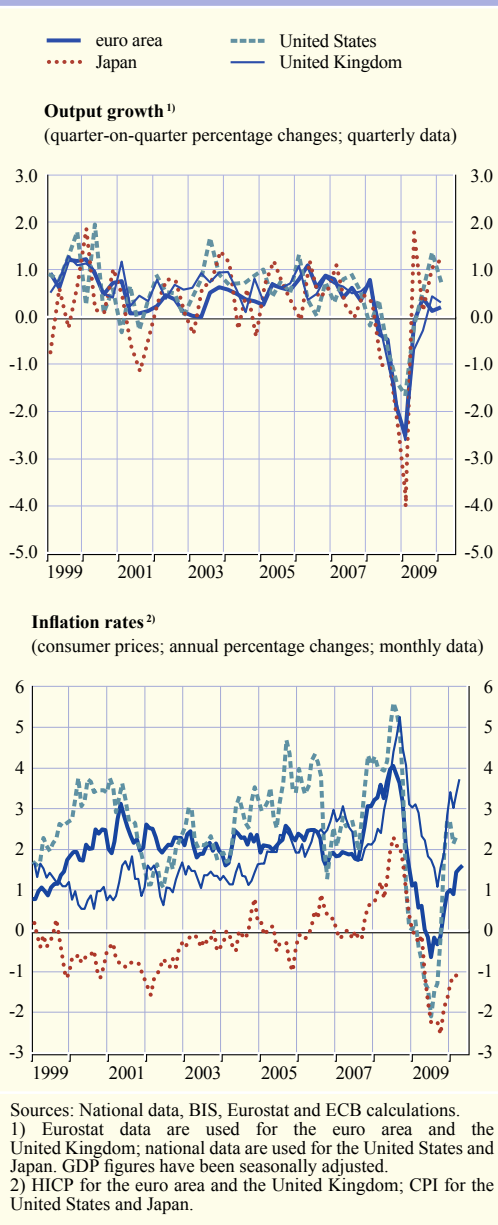 euro area
United States
Japan
United Kingdom
Output growth 1)
(quarter-on-quarter percentage changes; quarterly data)
3.0 3.0
2.0 2.0
1.0 1.0
0.0 0.0
-1.0 -1.0
-2.0 -2.0
-3.0 -3.0
-4.0 -4.0
-5.0 -5.0
1999 2001 2003 2005 2007 2009
Inflation rates 2)
(consumer prices; annual percentage changes; monthly data)
6 6
5 5
4 4
3 3
2 2
1 1
0 0
-1 -1
-2 -2
-3 -3
1999 2001 2003 2005 2007 2009
Sources: National data, BIS, Eurostat and ECB calculations.
1) Eurostat data are used for the euro area and the
United Kingdom; national data are used for the United States and
Japan. GDP figures have been seasonally adjusted.
2) HICP for the euro area and the United Kingdom; CPI for the
United States and Japan.